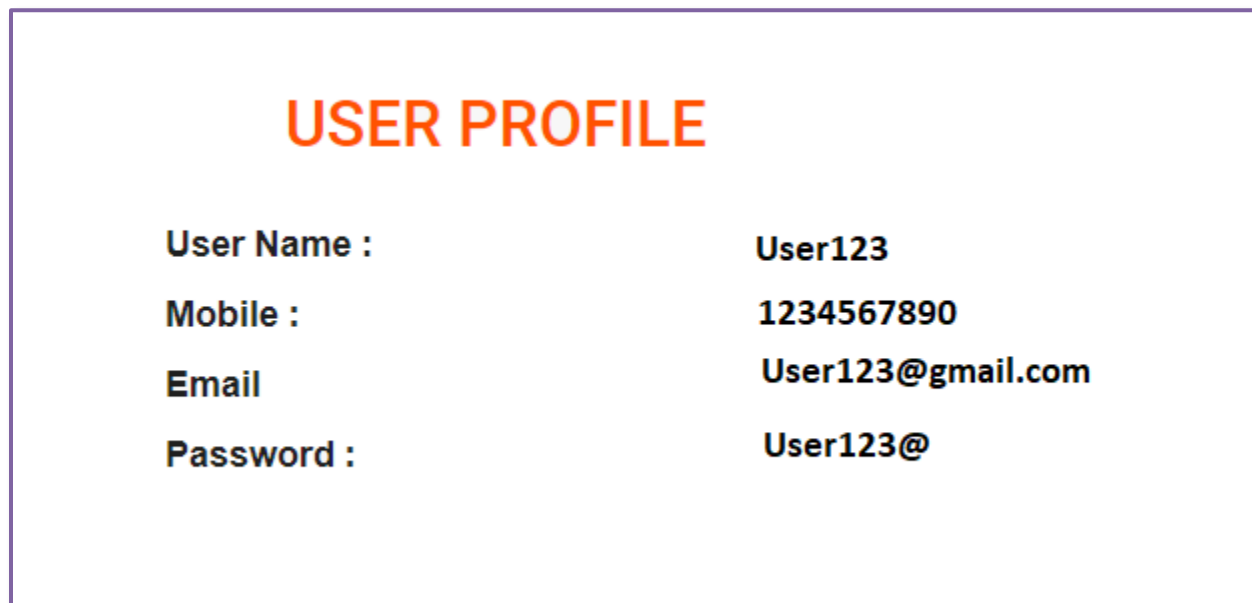 USER PROFILE
User Name : User123
Mobile : 1234567890
Email User123@gmail.com
Password : User123@